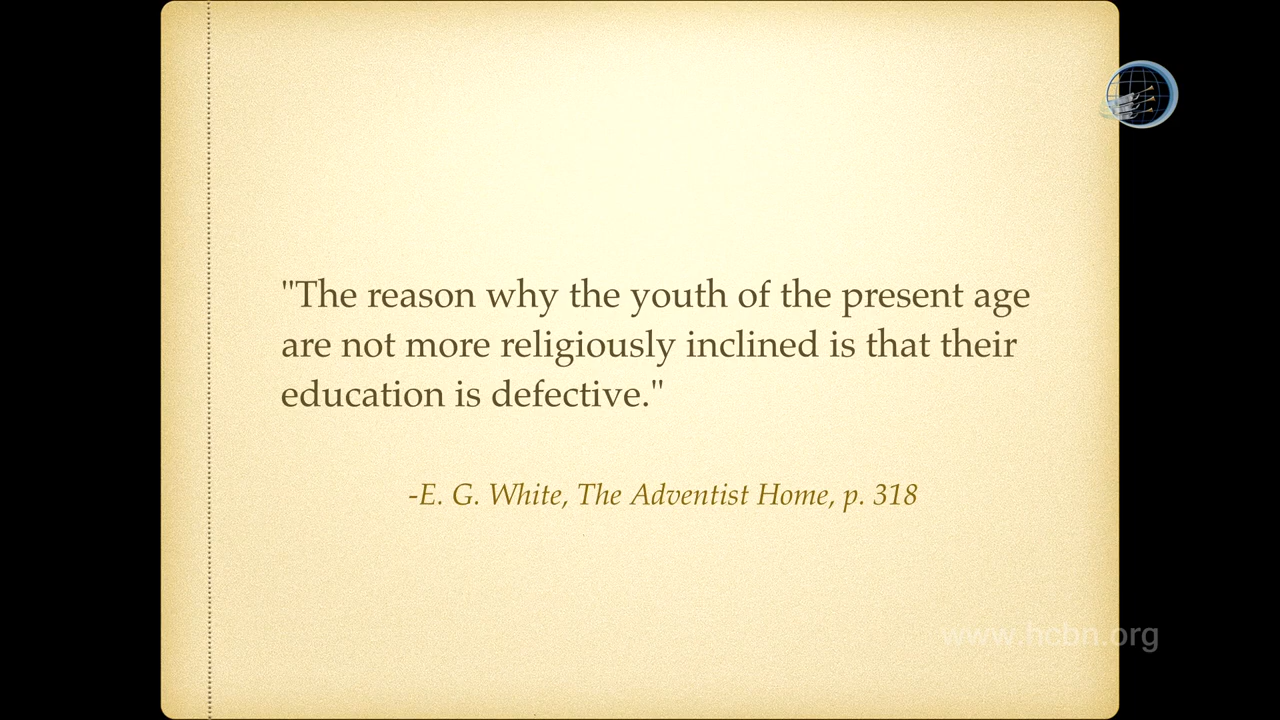 "The reason why the youth of the present age
are not more religiously inclined is that their
education is defective."
-E. G. White, The Adventist Home, p. 318
www.hcbn.org